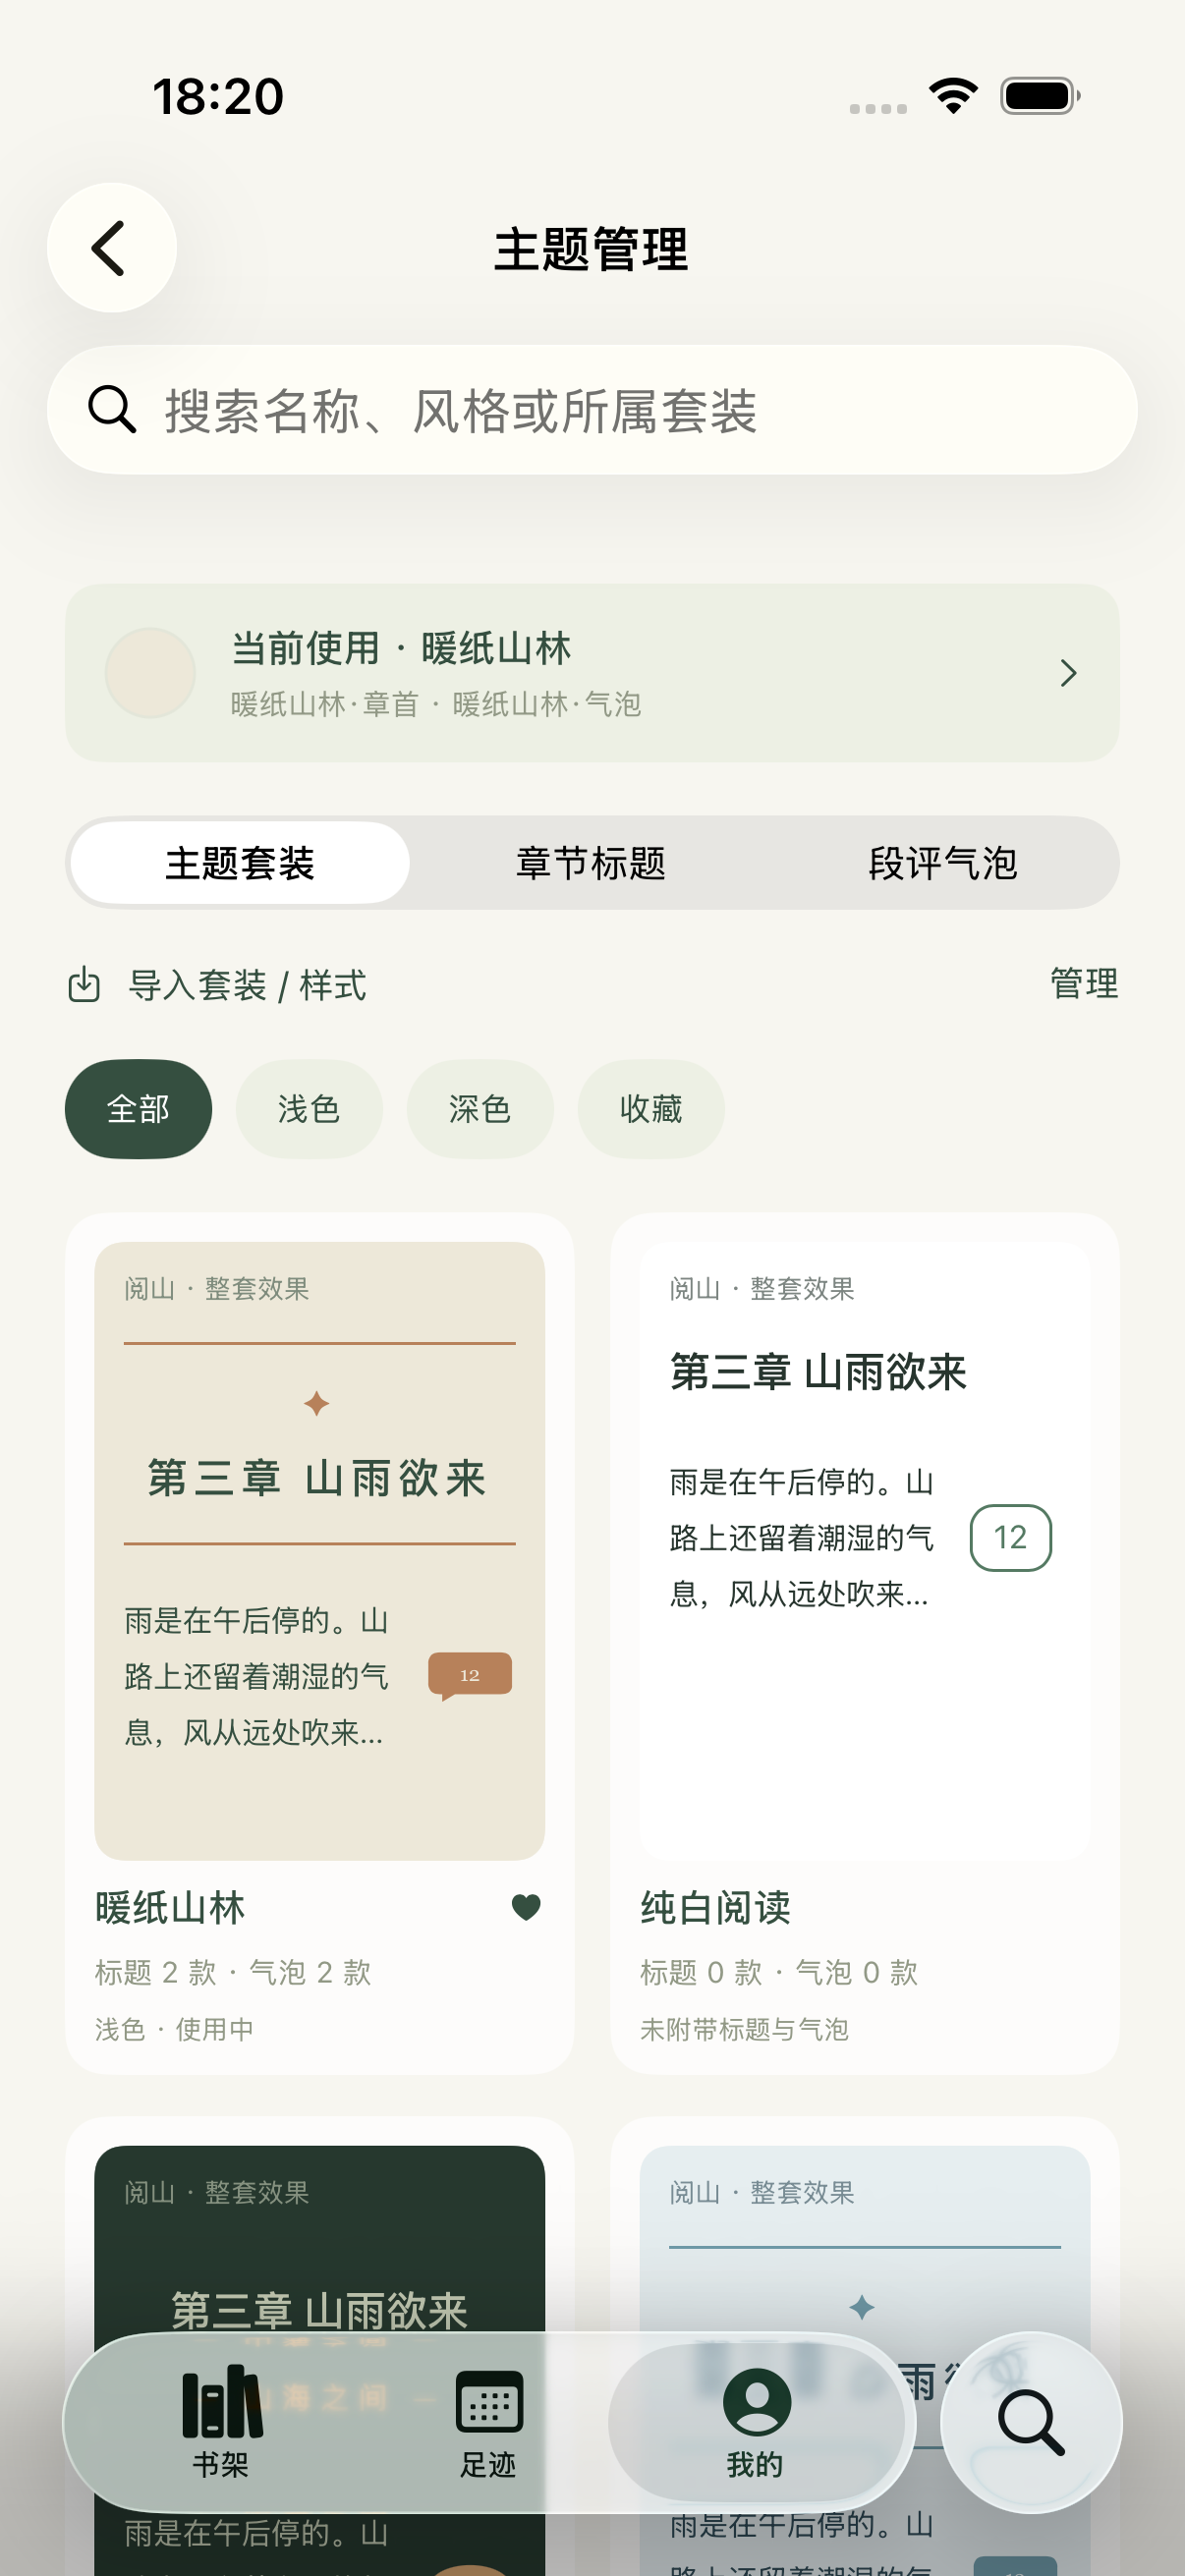 18:20
主题管理
搜索名称、风格或所属套装
当前使用 · 暖纸山林
暖纸山林·章首 · 暖纸山林·气泡
主题套装
章节标题
段评气泡
导入套装 / 样式
管理
全部
浅色
深色
收藏
阅山 · 整套效果
第三章 山雨欲来
雨是在午后停的。山
路上还留着潮湿的气
息，风从远处吹来...
12
暖纸山林
标题 2 款 · 气泡 2 款
浅色 · 使用中
阅山 · 整套效果
第三章 山雨欲来
雨是在午后停的。山
路上还留着潮湿的气
息，风从远处吹来...
12
纯白阅读
标题 0 款 · 气泡 0 款
未附带标题与气泡
阅山 · 整套效果
第三章 山雨欲来
山海之间
雨是在午后停的。山
阅山 · 整套效果
雨
雨是在午后停的。山
书架
足迹
我的